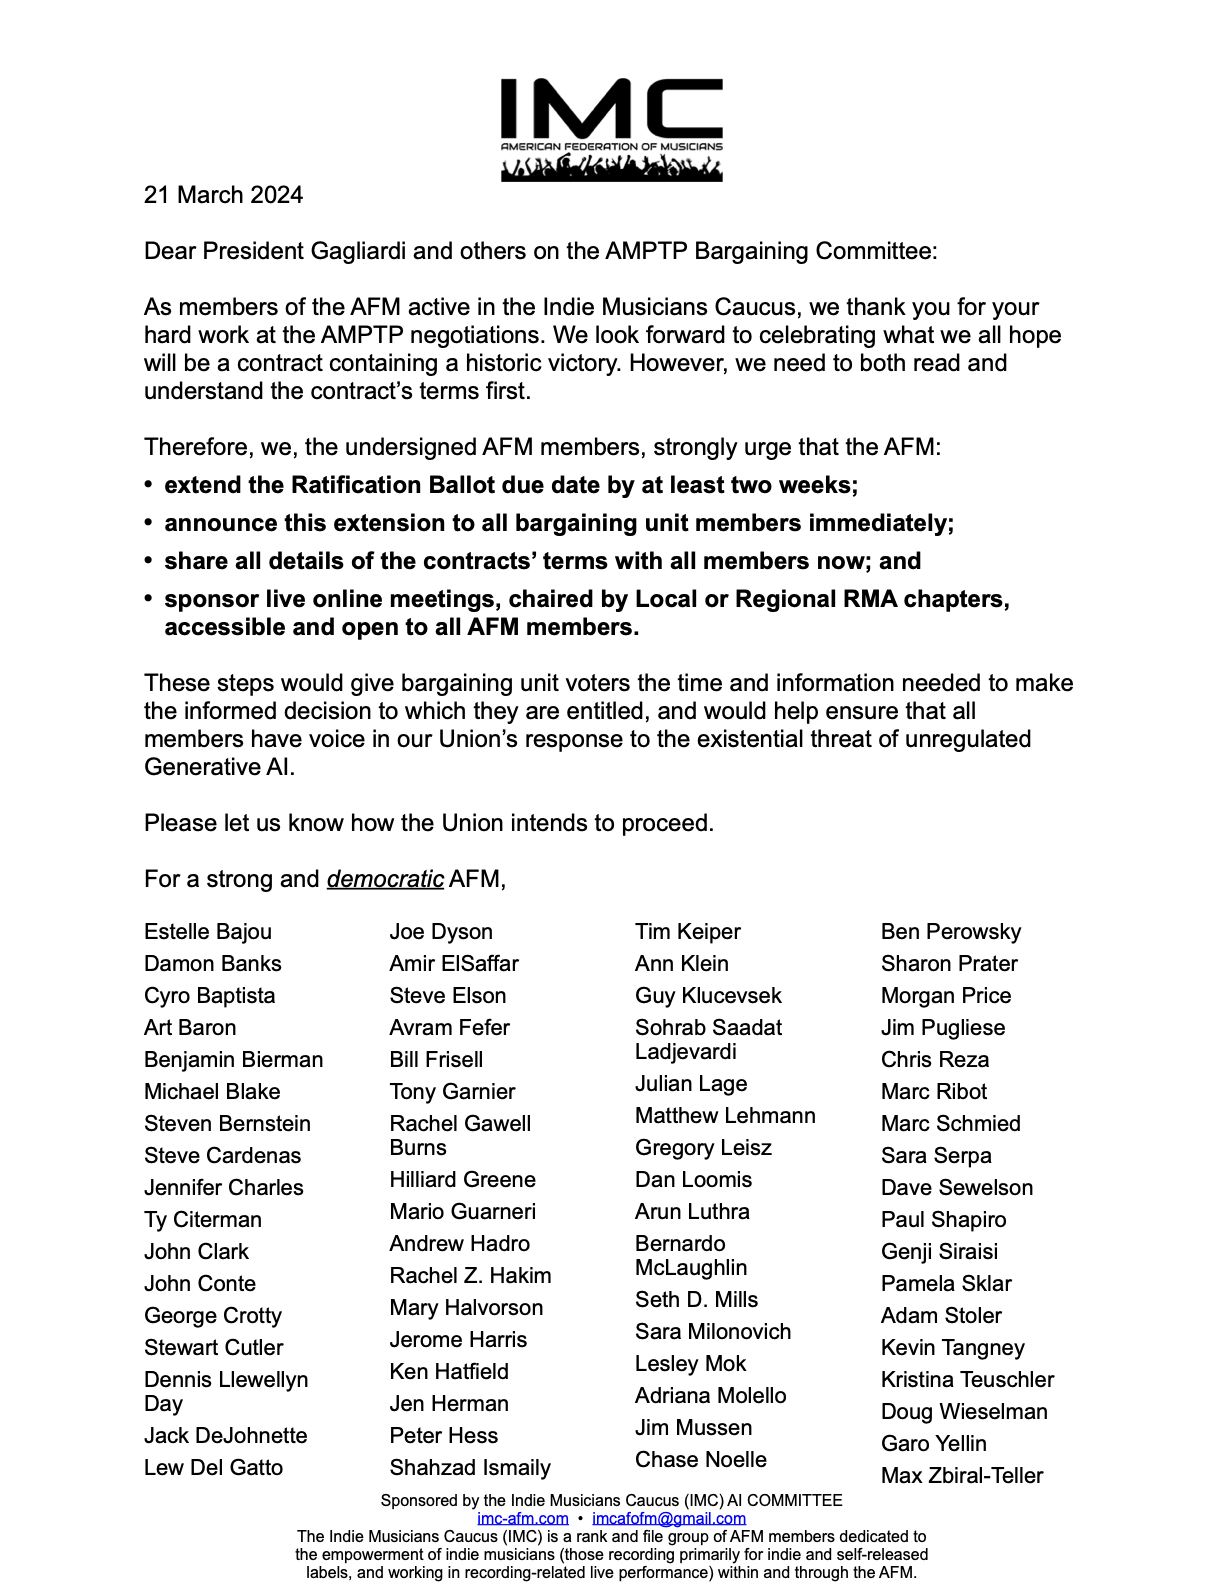 IMC
AMERICAN FEDERATION OF MUSICIANS
21 March 2024
Dear President Gagliardi and others on the AMPTP Bargaining Committee:
As members of the AFM active in the Indie Musicians Caucus, we thank you for your
hard work at the AMPTP negotiations. We look forward to celebrating what we all hope
will be a contract containing a historic victory. However, we need to both read and
understand the contract’s terms first.
Therefore, we, the undersigned AFM members, strongly urge that the AFM:
• extend the Ratification Ballot due date by at least two weeks;
• announce this extension to all bargaining unit members immediately;
• share all details of the contracts’ terms with all members now; and
• sponsor live online meetings, chaired by Local or Regional RMA chapters,
accessible and open to all AFM members.
These steps would give bargaining unit voters the time and information needed to make
the informed decision to which they are entitled, and would help ensure that all
members have voice in our Union’s response to the existential threat of unregulated
Generative AI.
Please let us know how the Union intends to proceed.
For a strong and democratic AFM,
Estelle Bajou
Damon Banks
Cyro Baptista
Art Baron
Benjamin Bierman
Michael Blake
Steven Bernstein
Steve Cardenas
Jennifer Charles
Ty Citerman
John Clark
John Conte
George Crotty
Stewart Cutler
Dennis Llewellyn
Day
Jack DeJohnette
Lew Del Gatto
Joe Dyson
Amir ElSaffar
Steve Elson
Avram Fefer
Bill Frisell
Tony Garnier
Rachel Gawell
Burns
Hilliard Greene
Mario Guarneri
Andrew Hadro
Rachel Z. Hakim
Mary Halvorson
Jerome Harris
Ken Hatfield
Jen Herman
Peter Hess
Shahzad Ismaily
Tim Keiper
Ann Klein
Guy Klucevsek
Sohrab Saadat
Ladjevardi
Julian Lage
Matthew Lehmann
Gregory Leisz
Dan Loomis
Arun Luthra
Bernardo
McLaughlin
Seth D. Mills
Sara Milonovich
Lesley Mok
Adriana Molello
Jim Mussen
Chase Noelle
Ben Perowsky
Sharon Prater
Morgan Price
Jim Pugliese
Chris Reza
Marc Ribot
Marc Schmied
Sara Serpa
Dave Sewelson
Paul Shapiro
Genji Siraisi
Pamela Sklar
Adam Stoler
Kevin Tangney
Kristina Teuschler
Doug Wieselman
Garo Yellin
Max Zbiral-Teller
Sponsored by the Indie Musicians Caucus (IMC) AI COMMITTEE
imc-afm.com • imcafofm@gmail.com
The Indie Musicians Caucus (IMC) is a rank and file group of AFM members dedicated to
the empowerment of indie musicians (those recording primarily for indie and self-released
labels, and working in recording-related live performance) within and through the AFM.